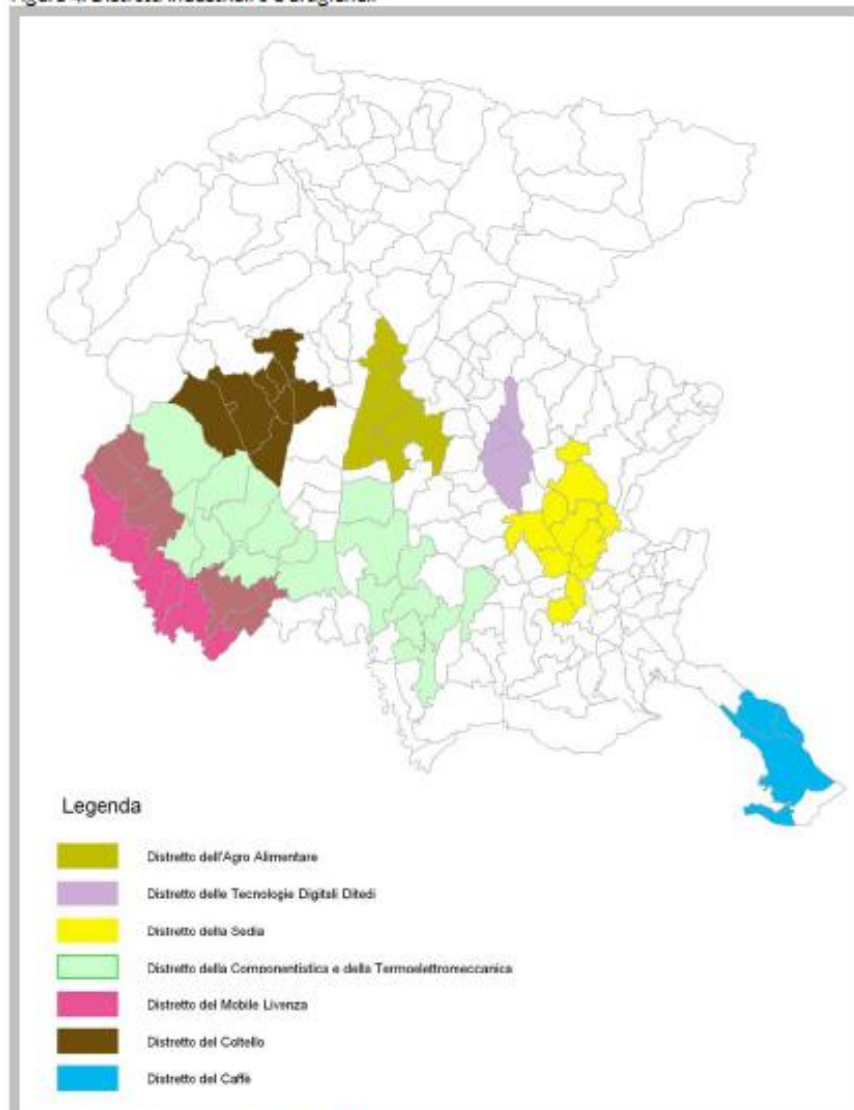 Legenda
Distretto dell'Agro Alimentare
Distretto delle Tecnologie Digitali Ditedi
Distretto della Sedia
Distretto della Componentistica e della Termoelettromeccanica
Distretto del Mobile Livenza
Distretto del Coltello
Distretto del Caffè